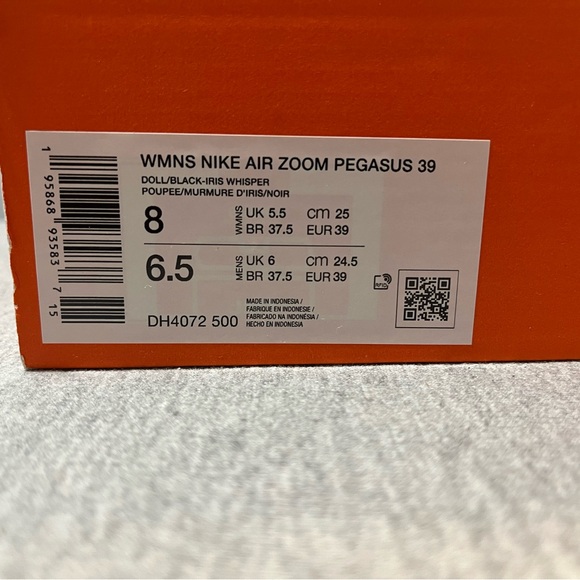 WMNS NIKE AIR ZOOM PEGASUS 39
DOLL/BLACK-IRIS WHISPER
POUPEE/MURMURE D'IRIS/NOIR
8 WMNS UK 5.5 cm 25
BR 37.5 EUR 39
6.5 MENS UK 6 cm 24.5
BR 37.5 EUR 39
RFID
DH4072 500
MADE IN INDONESIA/
FABRIQUE EN INDONESIE/
FABRICADO NA INDONESIA/
HECHO EN INDONESIA
1 95868 93583 7 15